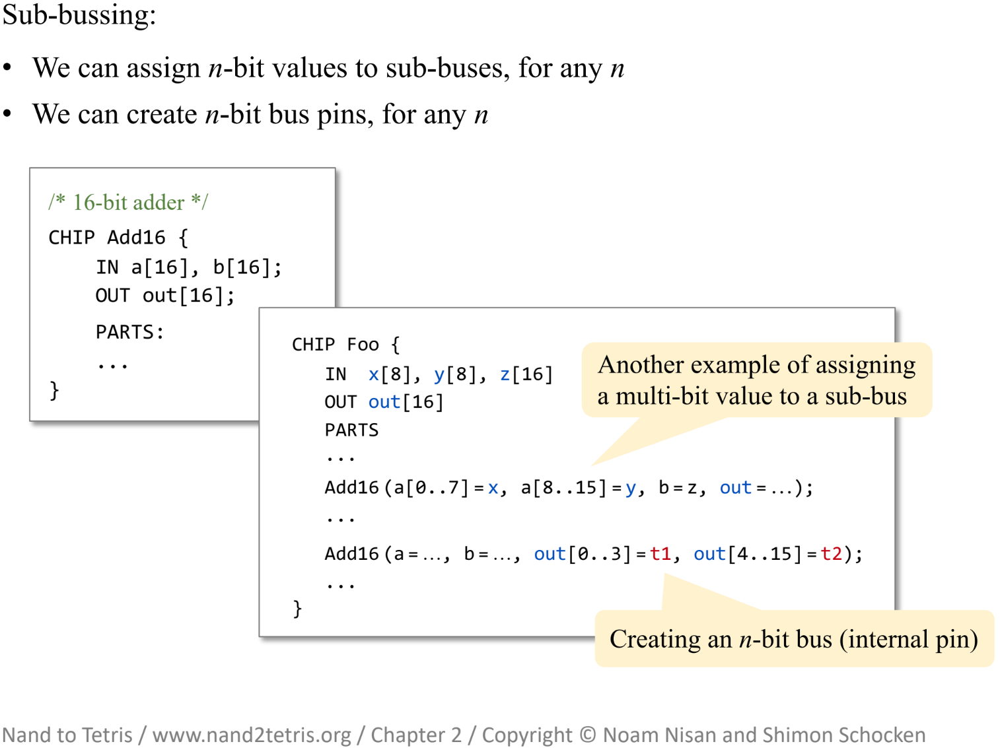 Sub-bussing:
• We can assign n-bit values to sub-buses, for any n
• We can create n-bit bus pins, for any n
/* 16-bit adder */
CHIP Add16 {
IN a[16], b[16];
OUT out[16];
PARTS:
...
}
CHIP Foo {
IN x[8], y[8], z[16]
OUT out[16]
PARTS
...
Add16(a[0..7]=x, a[8..15]=y, b=z, out=...);
...
Add16(a=..., b=..., out[0..3]=t1, out[4..15]=t2);
...
}
Another example of assigning
a multi-bit value to a sub-bus
Creating an n-bit bus (internal pin)
Nand to Tetris / www.nand2tetris.org / Chapter 2 / Copyright © Noam Nisan and Shimon Schocken